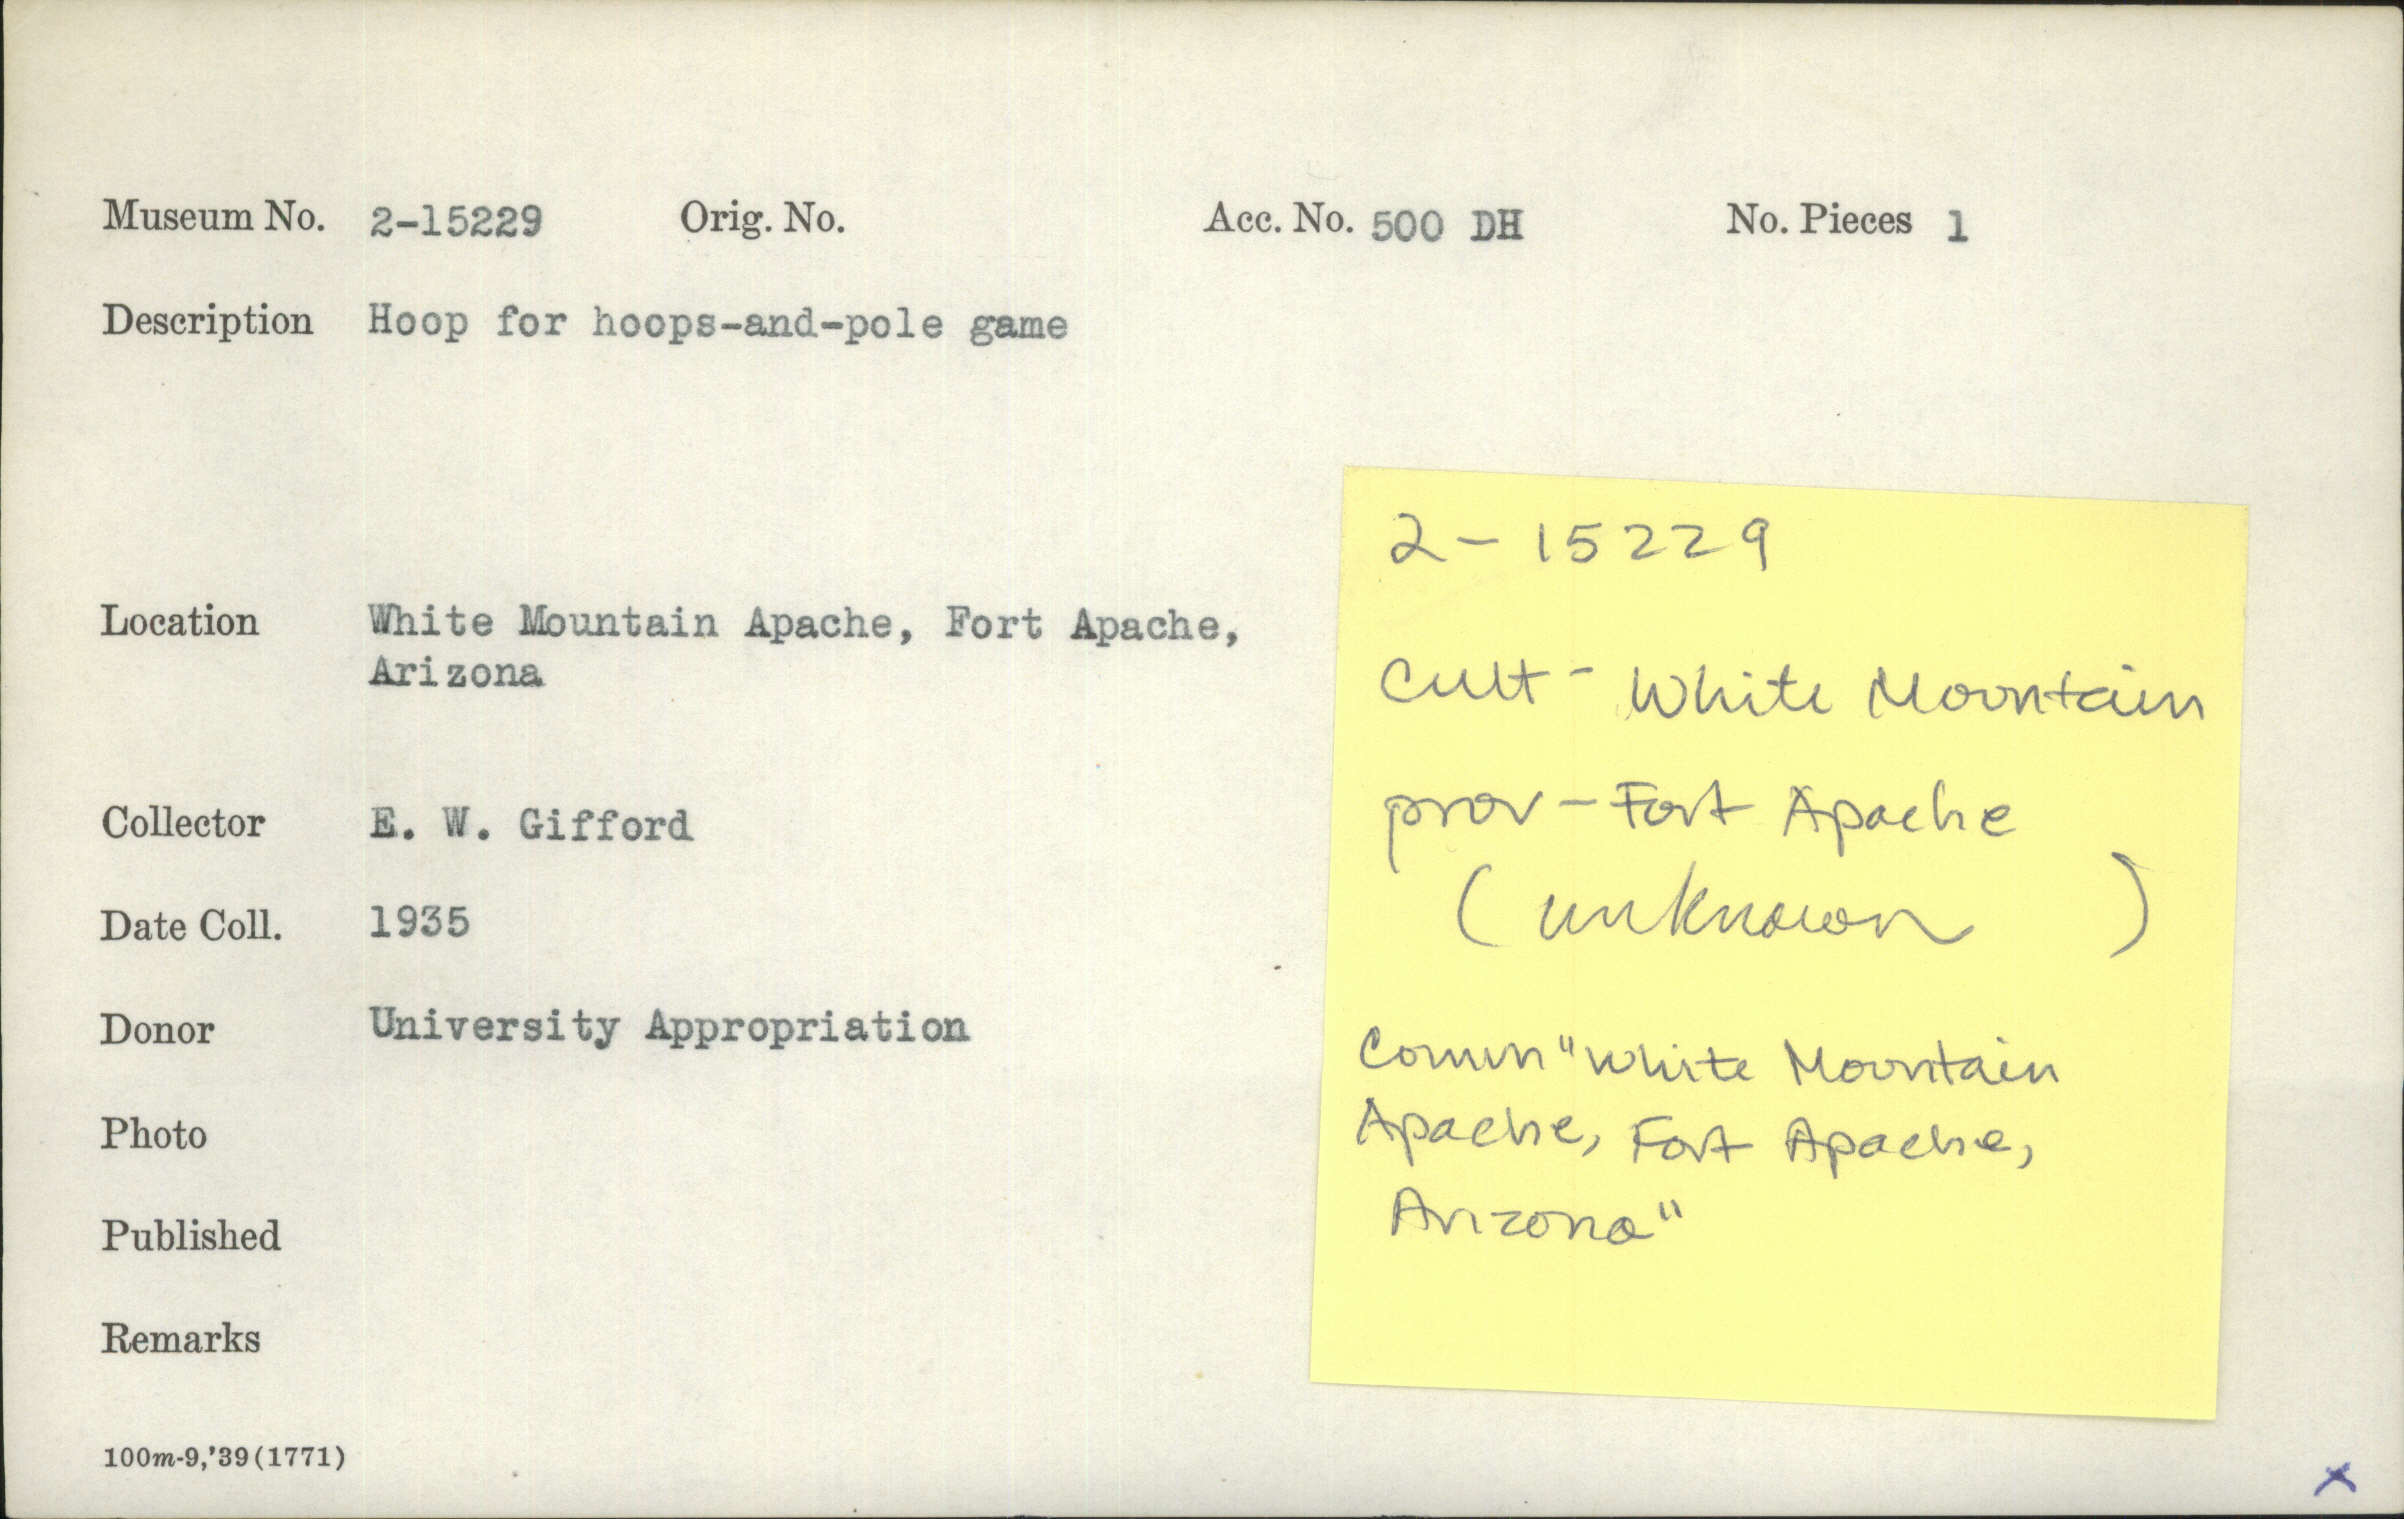 Museum No. 2-15229 Orig. No. Acc. No. 500 DH No. Pieces 1
Description Hoop for hoops-and-pole game
Location White Mountain Apache, Fort Apache,
Arizona
Collector E. W. Gifford
Date Coll. 1935
Donor University Appropriation
Photo
Published
Remarks
100m-9,'39(1771)
2-15229
Cult - White Mountain
prov - Fort Apache
(unknown )
Comm "White Mountain
Apache, Fort Apache,
Arizona"
x